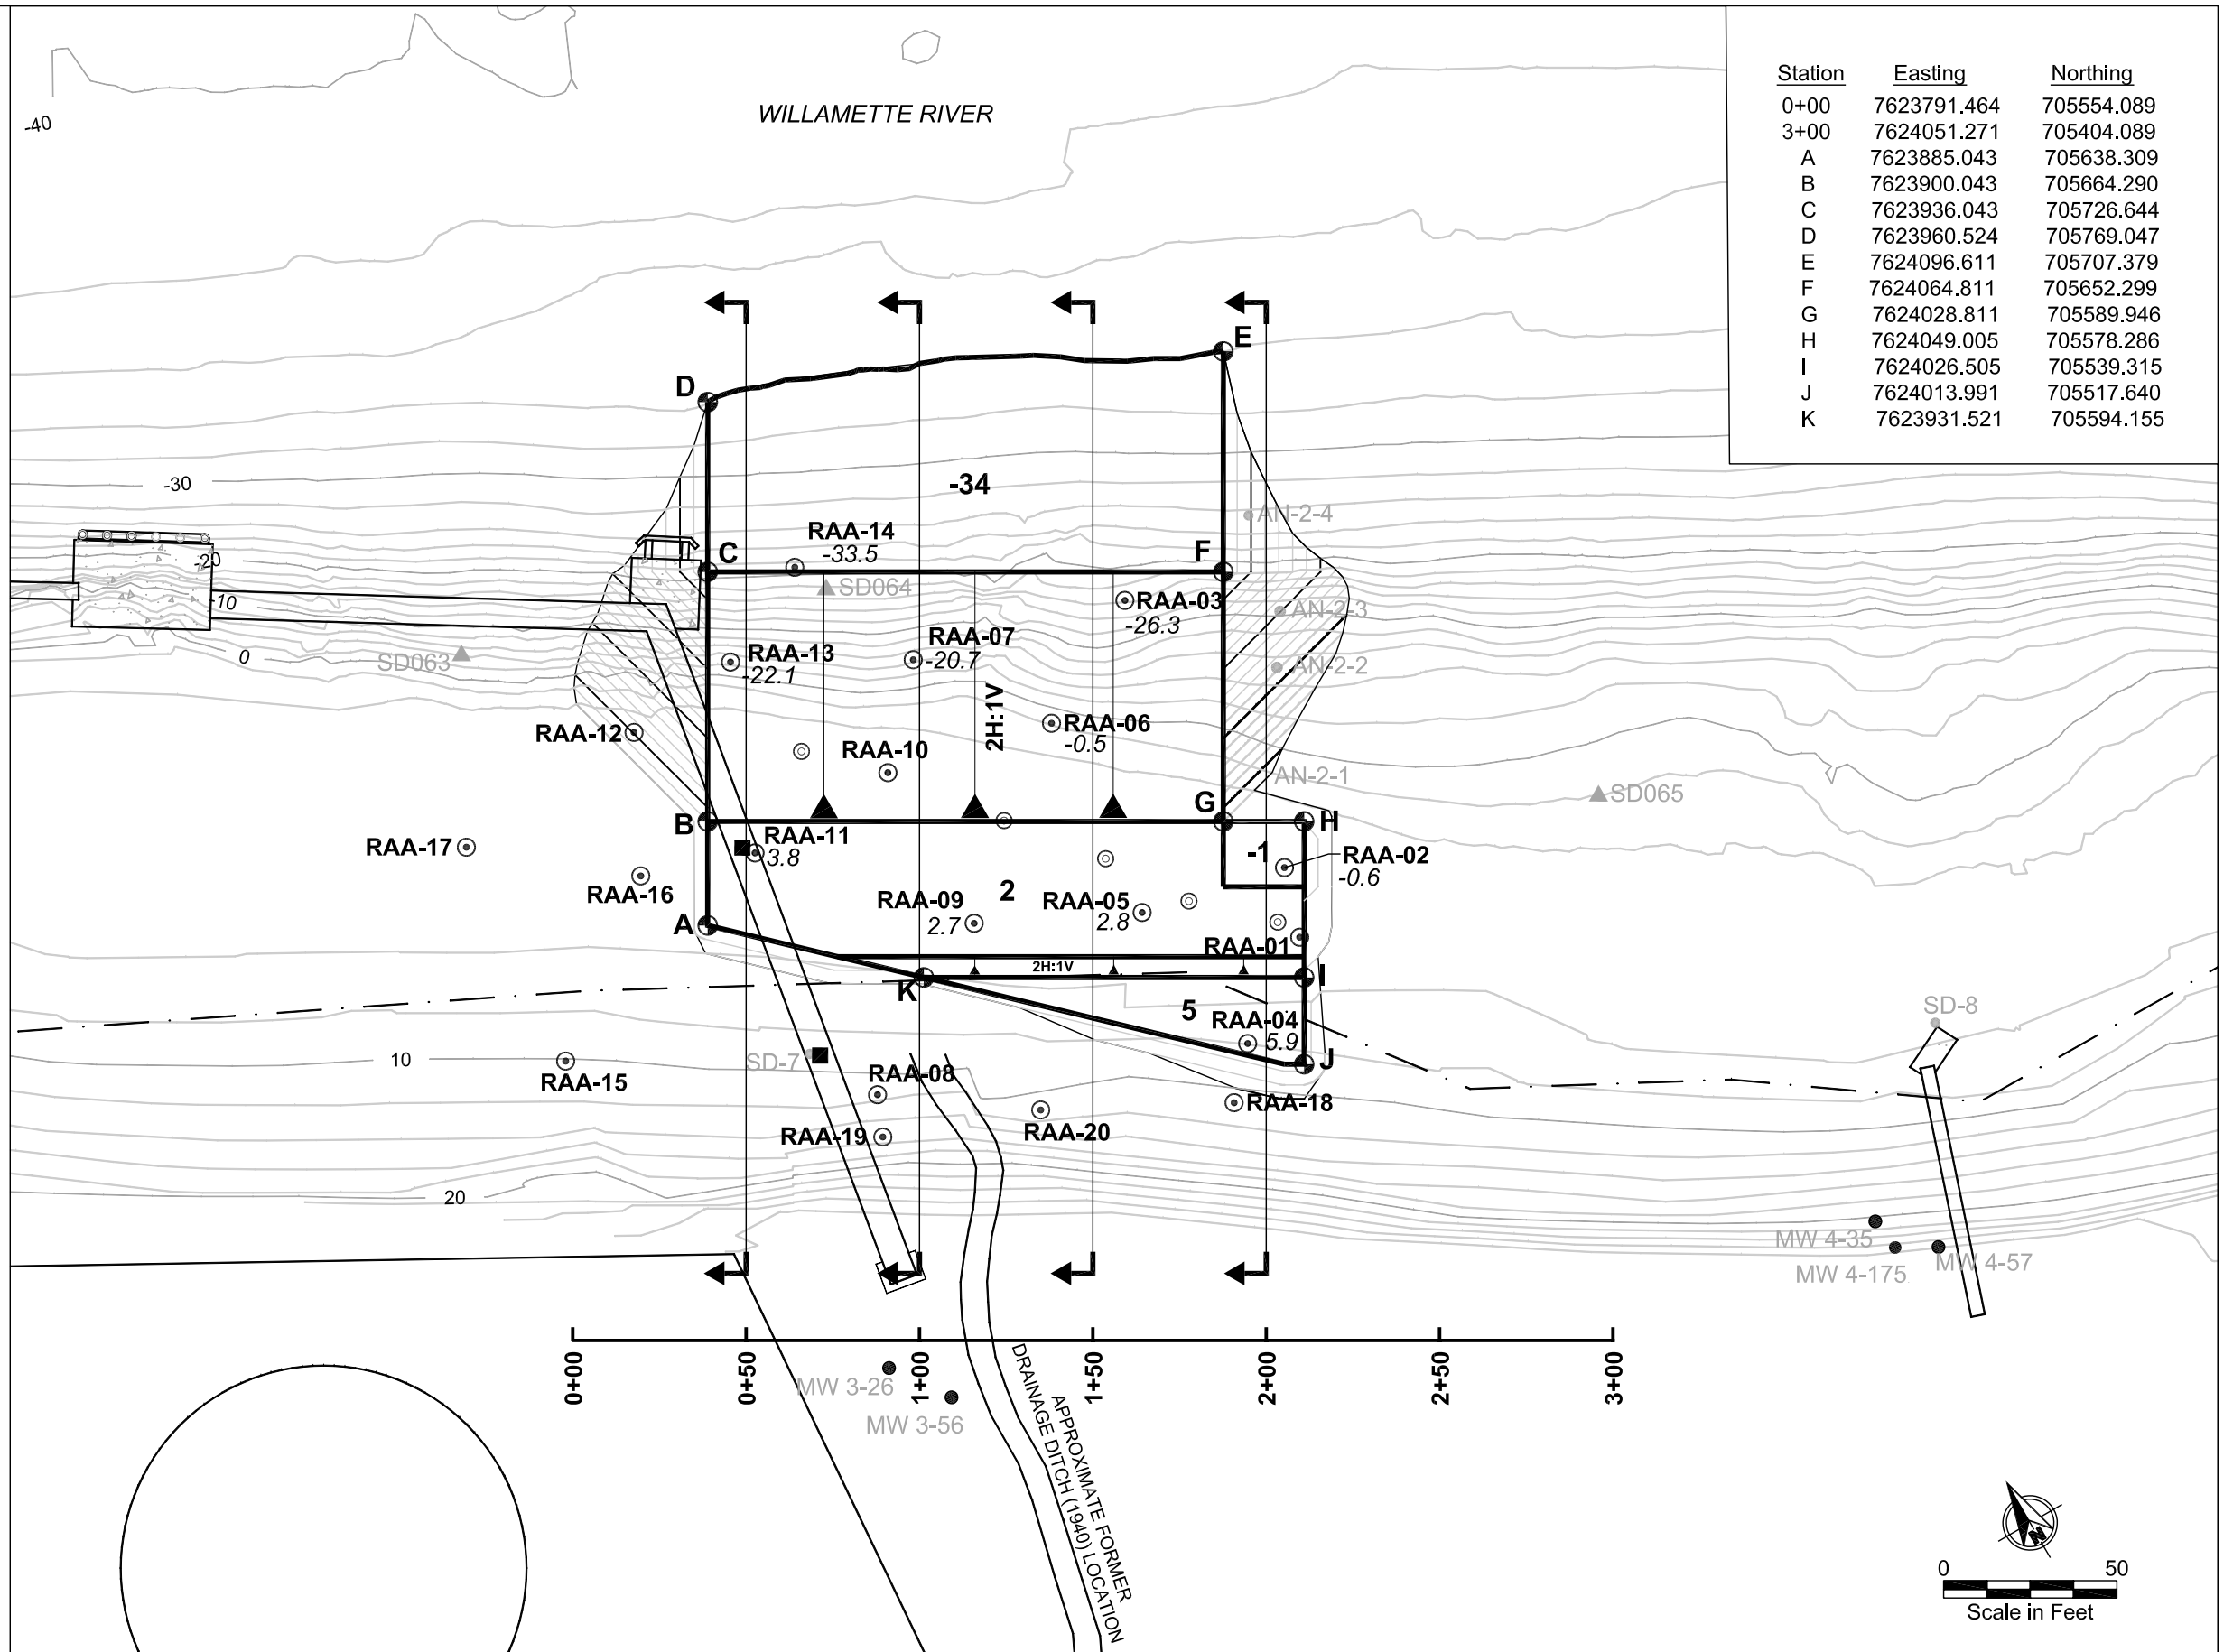 Station Easting Northing
0+00 7623791.464 705554.089
3+00 7624051.271 705404.089
A 7623885.043 705638.309
B 7623900.043 705664.290
C 7623936.043 705726.644
D 7623960.524 705769.047
E 7624096.611 705707.379
F 7624064.811 705652.299
G 7624028.811 705589.946
H 7624049.005 705578.286
I 7624026.505 705539.315
J 7624013.991 705517.640
K 7623931.521 705594.155
WILLAMETTE RIVER
-40
E
D
-30
-34
AN-2-4
RAA-14
-33.5
C
F
-20
SD064
-10
RAA-03
-26.3
AN-2-3
0
SD063
RAA-13
-22.1
RAA-07
-20.7
AN-2-2
2H:1V
RAA-12
RAA-06
-0.5
RAA-10
AN-2-1
SD065
G
B
H
RAA-17
RAA-11
3.8
-1
RAA-02
-0.6
RAA-16
2
RAA-09
2.7
RAA-05
2.8
A
RAA-01
2H:1V
I
K
5
RAA-04
5.9
SD-8
10
SD-7
J
RAA-15
RAA-08
RAA-18
RAA-19
RAA-20
20
MW 4-35
MW 4-175
MW 4-57
0+00
0+50
1+00
1+50
2+00
2+50
3+00
MW 3-26
MW 3-56
APPROXIMATE FORMER
DRAINAGE DITCH (1940) LOCATION
N
0 50
Scale in Feet